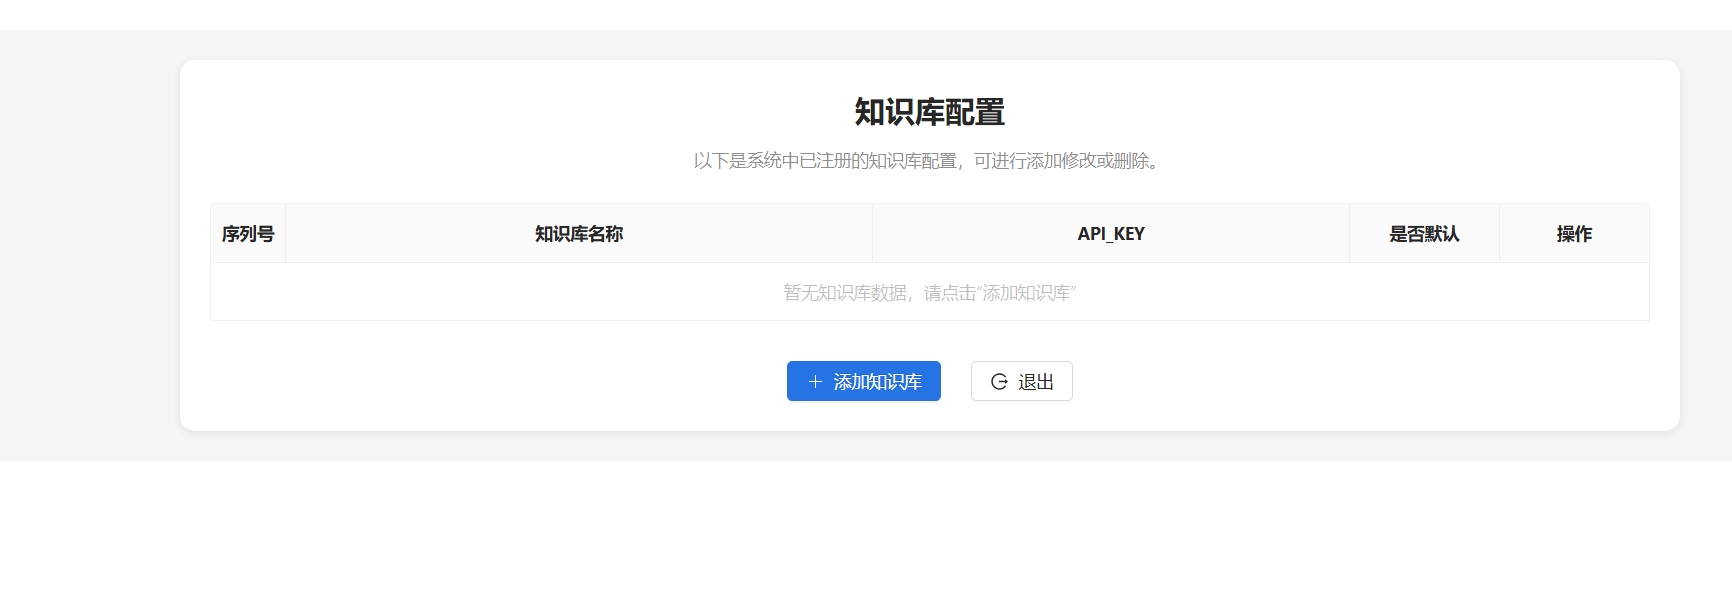 知识库配置
以下是系统中已注册的知识库配置，可进行添加修改或删除。
序列号 知识库名称 API_KEY 是否默认 操作
暂无知识库数据，请点击“添加知识库”
添加知识库 退出